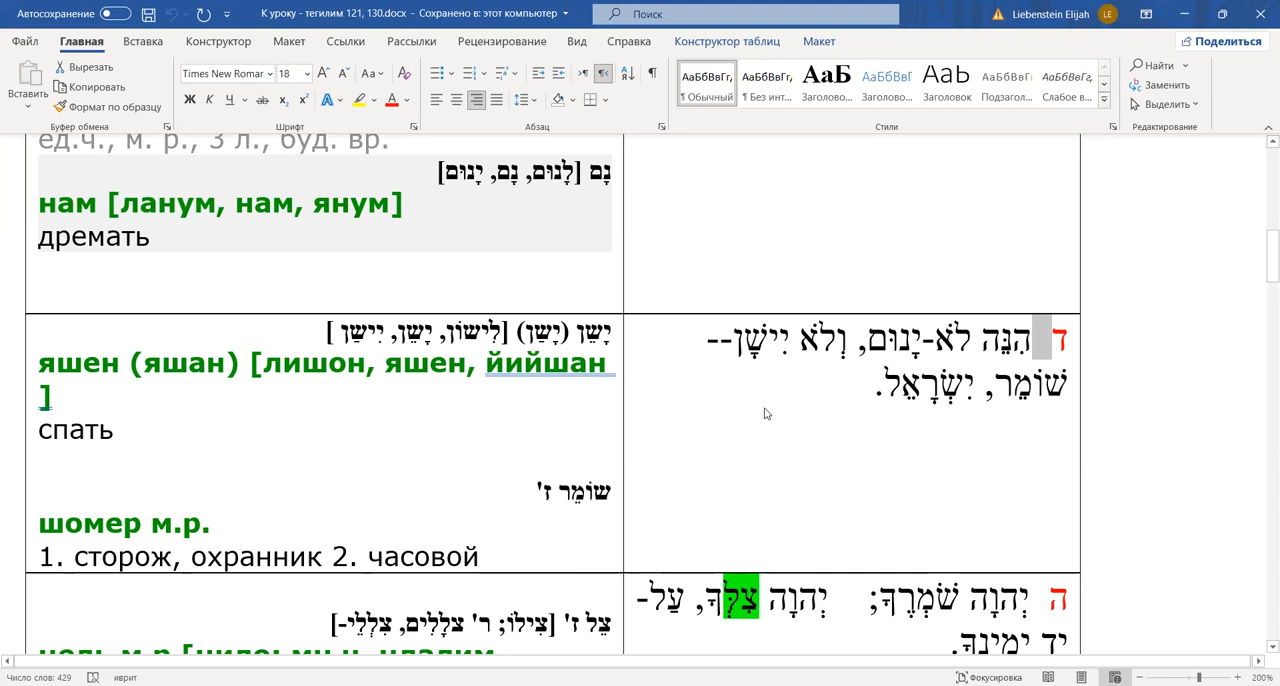 Автосохранение
К уроку - тегилим 121, 130.docx - Сохранено в: этот компьютер
Поиск
Liebenstein Elijah
LE
Файл Главная Вставка Конструктор Макет Ссылки Рассылки Рецензирование Вид Справка Конструктор таблиц Макет
Поделиться
Вставить
Вырезать
Копировать
Формат по образцу
Буфер обмена
Times New Romar 18
Шрифт
Абзац
АаБбВвГг, АаБбВвГг, АаБ АаБбВвГ АаЬ АаБбВвГ АаБбВвГг,
¶ Обычный ¶ Без инт... Заголово... Заголово... Заголовок Подзагол... Слабое в...
Стили
Найти
Заменить
Выделить
Редактирование
ед.ч., м. р., 3 л., буд. вр.
נָם [לָנוּם, נָם, יָנוּם]
нам [ланум, нам, янум]
дремать
יָשֵׁן (יָשַׁן) [לִישׁוֹן, יָשֵׁן, יִישַׁן ]
яшен (яшан) [лишон, яшен, йийшан
]
спать
שׁוֹמֵר ז'
шомер м.р.
1. сторож, охранник 2. часовой
צֵל ז' [צִילוֹ; ר' צלָלִים, צִלְלֵי-]
ד הִנֵּה לֹא-יָנוּם, וְלֹא יִישָׁן--
שׁוֹמֵר, יִשְׂרָאֵל.
ה יְהוָה שֹׁמְרֶךָ; יְהוָה צִלְּךָ, עַל-
יַד יְמִינֶךָ.
Число слов: 429
иврит
Фокусировка
200%